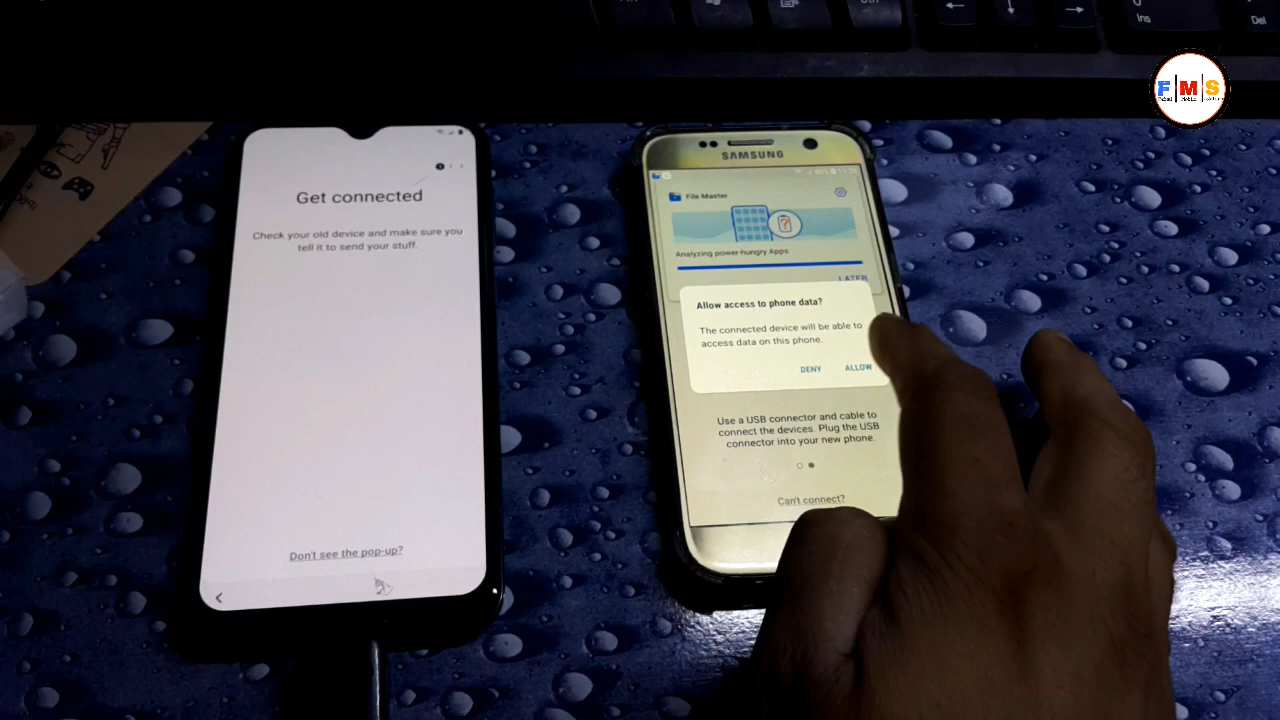 Ins
Del
F M S
Get connected
Check your old device and make sure you
tell it to send your stuff.
Don't see the pop-up?
SAMSUNG
File Master
Analyzing power-hungry Apps
LATER
Allow access to phone data?
The connected device will be able to
access data on this phone.
DENY ALLOW
Use a USB connector and cable to
connect the devices. Plug the USB
connector into your new phone.
Can't connect?